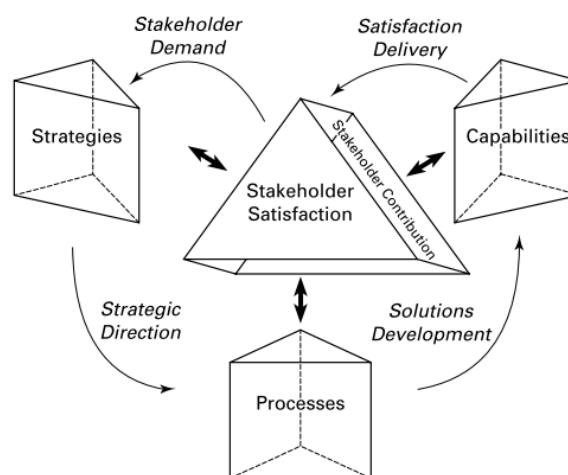 Stakeholder
Demand
Satisfaction
Delivery
Strategies
Capabilities
Stakeholder
Satisfaction
Stakeholder Contribution
Strategic
Direction
Solutions
Development
Processes